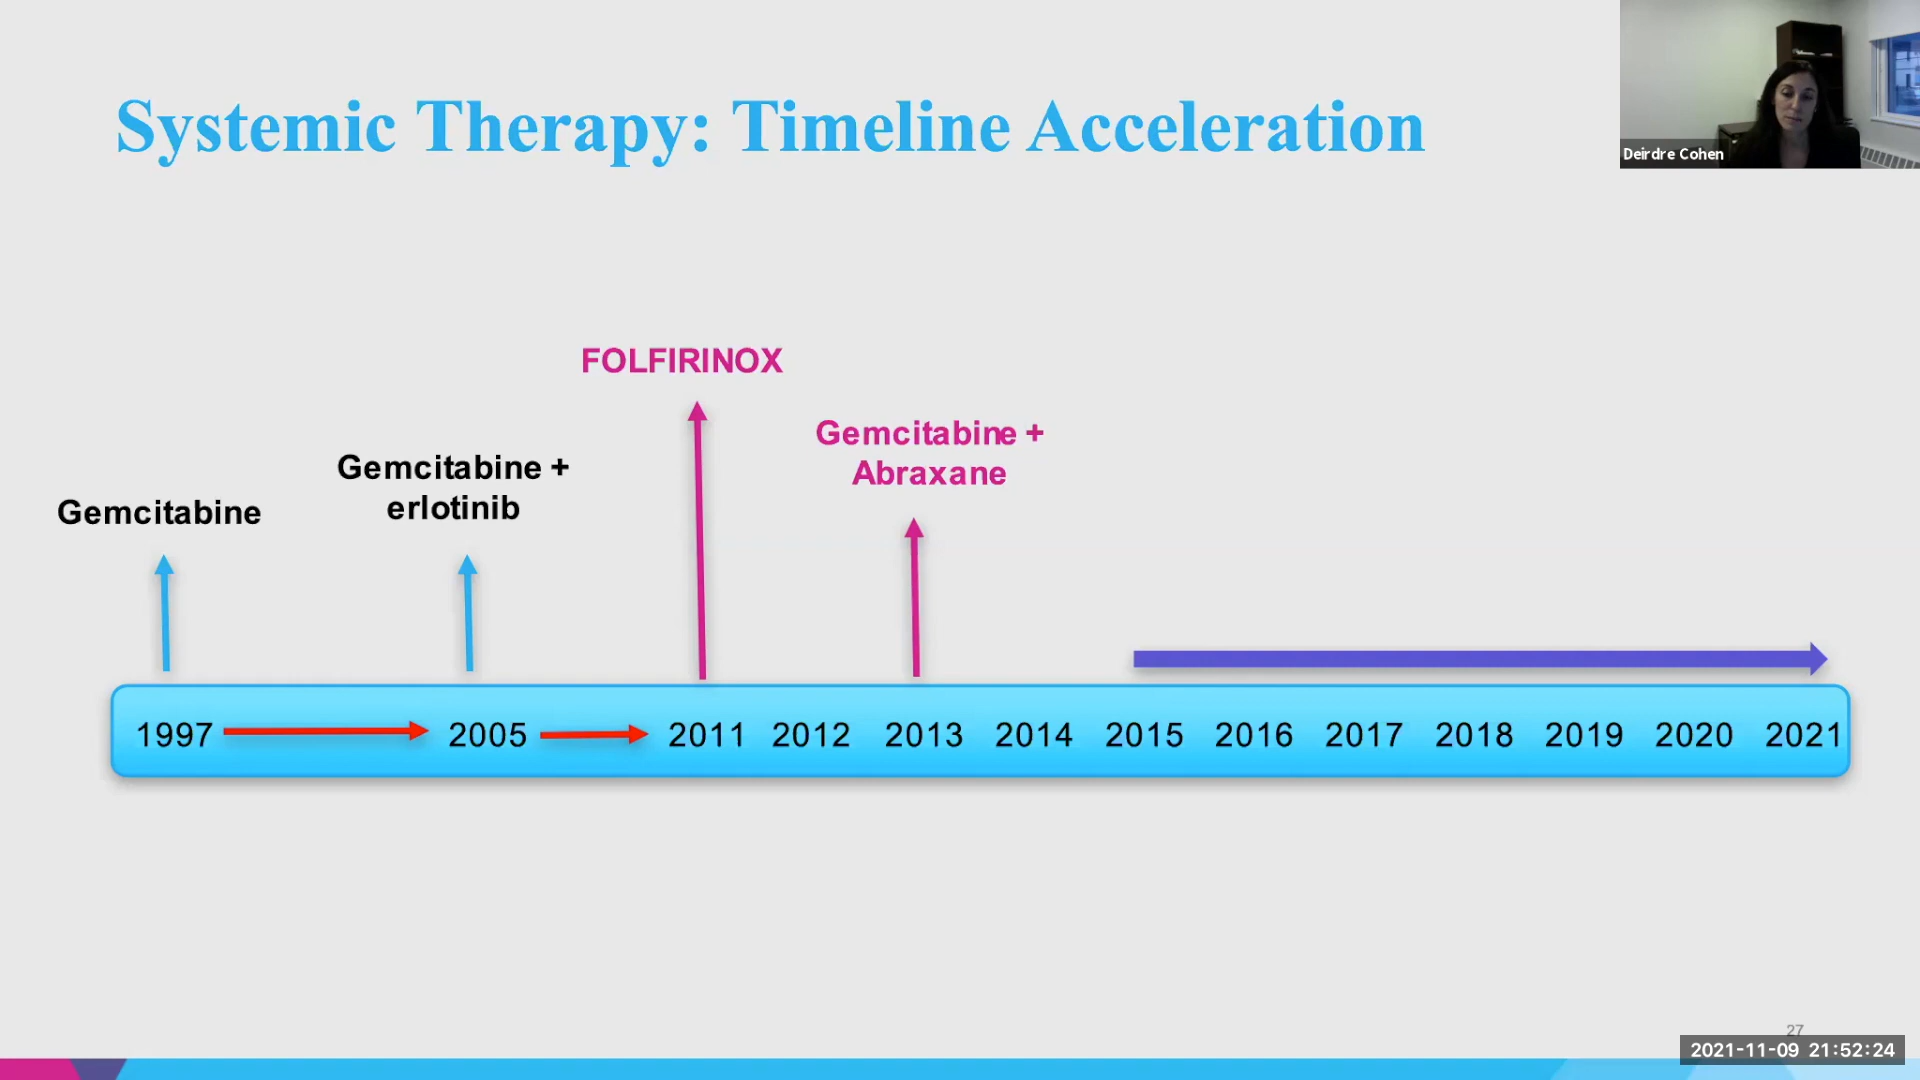 Systemic Therapy: Timeline Acceleration
Deirdre Cohen
FOLFIRINOX
Gemcitabine +
Abraxane
Gemcitabine +
erlotinib
Gemcitabine
1997 2005 2011 2012 2013 2014 2015 2016 2017 2018 2019 2020 2021
27
2021-11-09 21:52:24